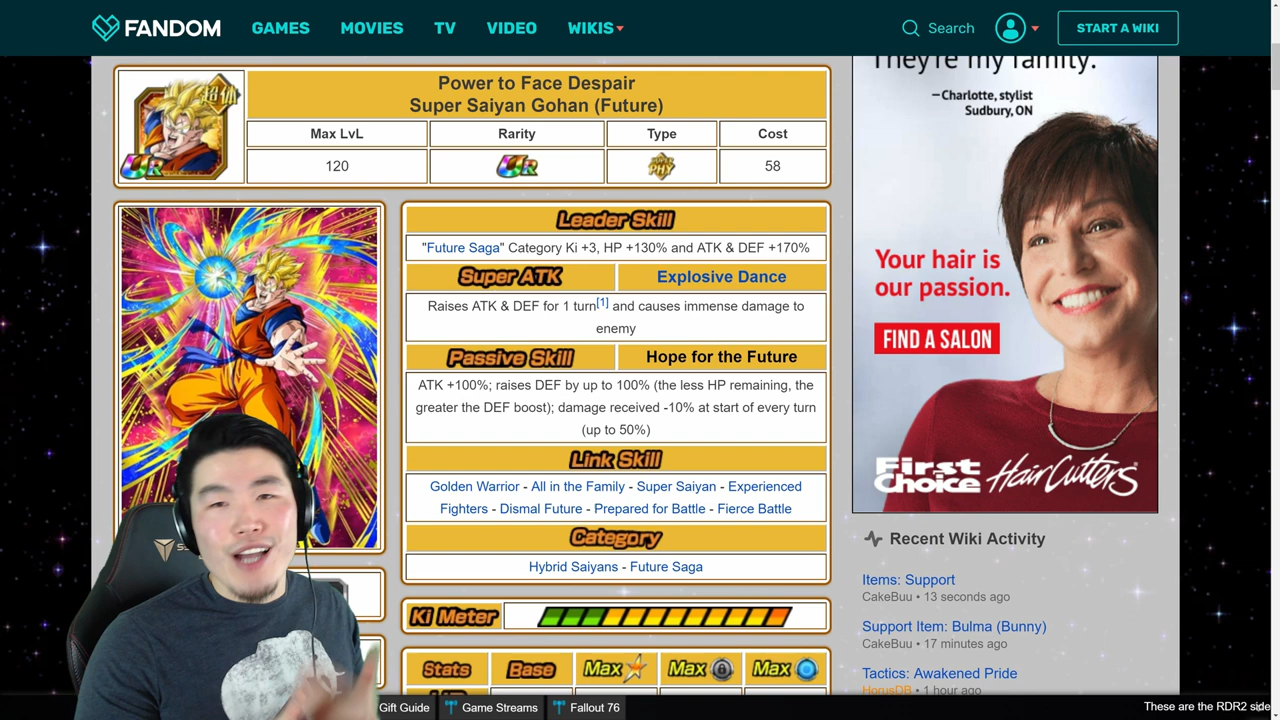 FANDOM GAMES MOVIES TV VIDEO WIKIS Search START A WIKI
Power to Face Despair
Super Saiyan Gohan (Future)
Max LvL Rarity Type Cost
120 UR SUPER PHY 58
超体
UR
Leader Skill
"Future Saga" Category Ki +3, HP +130% and ATK & DEF +170%
Super ATK Explosive Dance
Raises ATK & DEF for 1 turn[1] and causes immense damage to
enemy
Passive Skill Hope for the Future
ATK +100%; raises DEF by up to 100% (the less HP remaining, the
greater the DEF boost); damage received -10% at start of every turn
(up to 50%)
Link Skill
Golden Warrior - All in the Family - Super Saiyan - Experienced
Fighters - Dismal Future - Prepared for Battle - Fierce Battle
Category
Hybrid Saiyans - Future Saga
Ki Meter
Stats Base Max Max Max
They're my family."
–Charlotte, stylist
Sudbury, ON
Your hair is
our passion.
FIND A SALON
First
Choice HairCutters
Recent Wiki Activity
Items: Support
CakeBuu • 13 seconds ago
Support Item: Bulma (Bunny)
CakeBuu • 17 minutes ago
Tactics: Awakened Pride
HorusDB • 1 hour ago
Gift Guide Game Streams Fallout 76 These are the RDR2 side